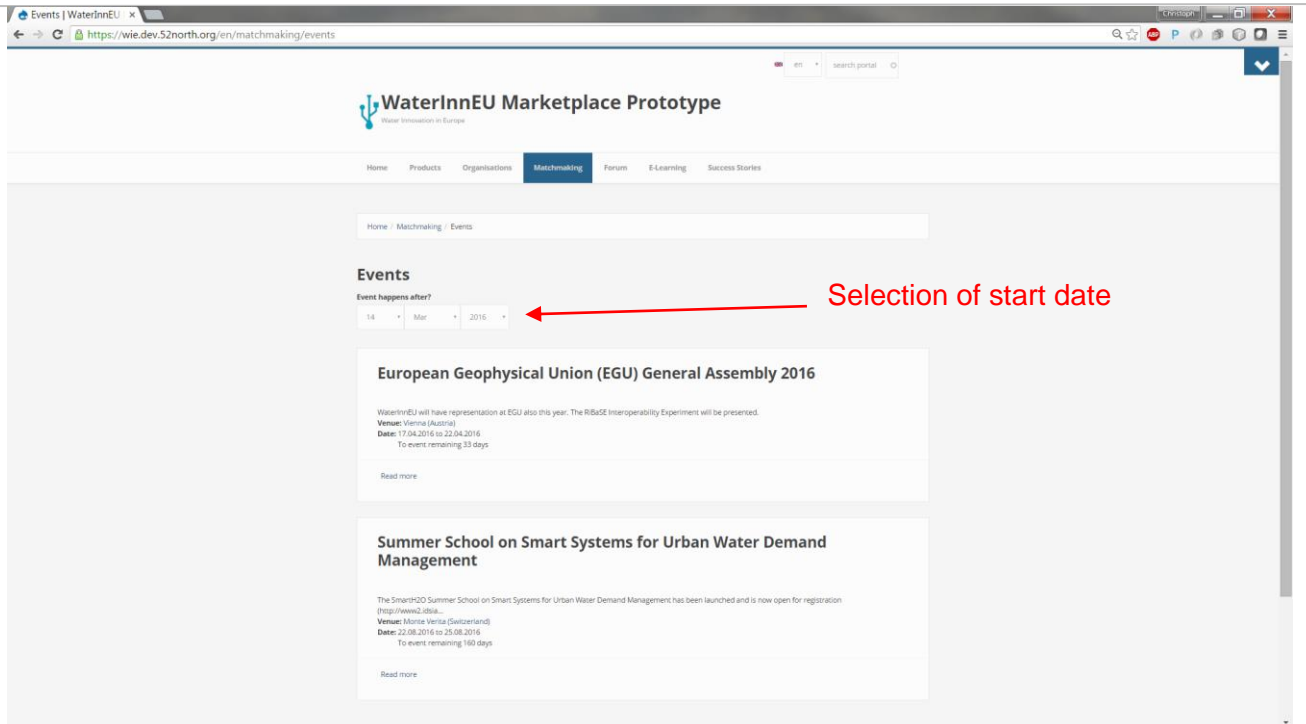 Events | WaterInnEU
Christoph
https://wie.dev.52north.org/en/matchmaking/events
ABP
P
en
search portal
WaterInnEU Marketplace Prototype
Water Innovation in Europe
Home Products Organisations Matchmaking Forum E-Learning Success Stories
Home / Matchmaking / Events
Events
Event happens after?
14 Mar 2016
Selection of start date
European Geophysical Union (EGU) General Assembly 2016
WaterInnEU will have representation at EGU also this year. The RiBaSE Interoperability Experiment will be presented.
Venue: Vienna (Austria)
Date: 17.04.2016 to 22.04.2016
To event remaining 33 days
Read more
Summer School on Smart Systems for Urban Water Demand
Management
The SmartH2O Summer School on Smart Systems for Urban Water Demand Management has been launched and is now open for registration
(http://www2.idsia...
Venue: Monte Verita (Switzerland)
Date: 22.08.2016 to 25.08.2016
To event remaining 160 days
Read more